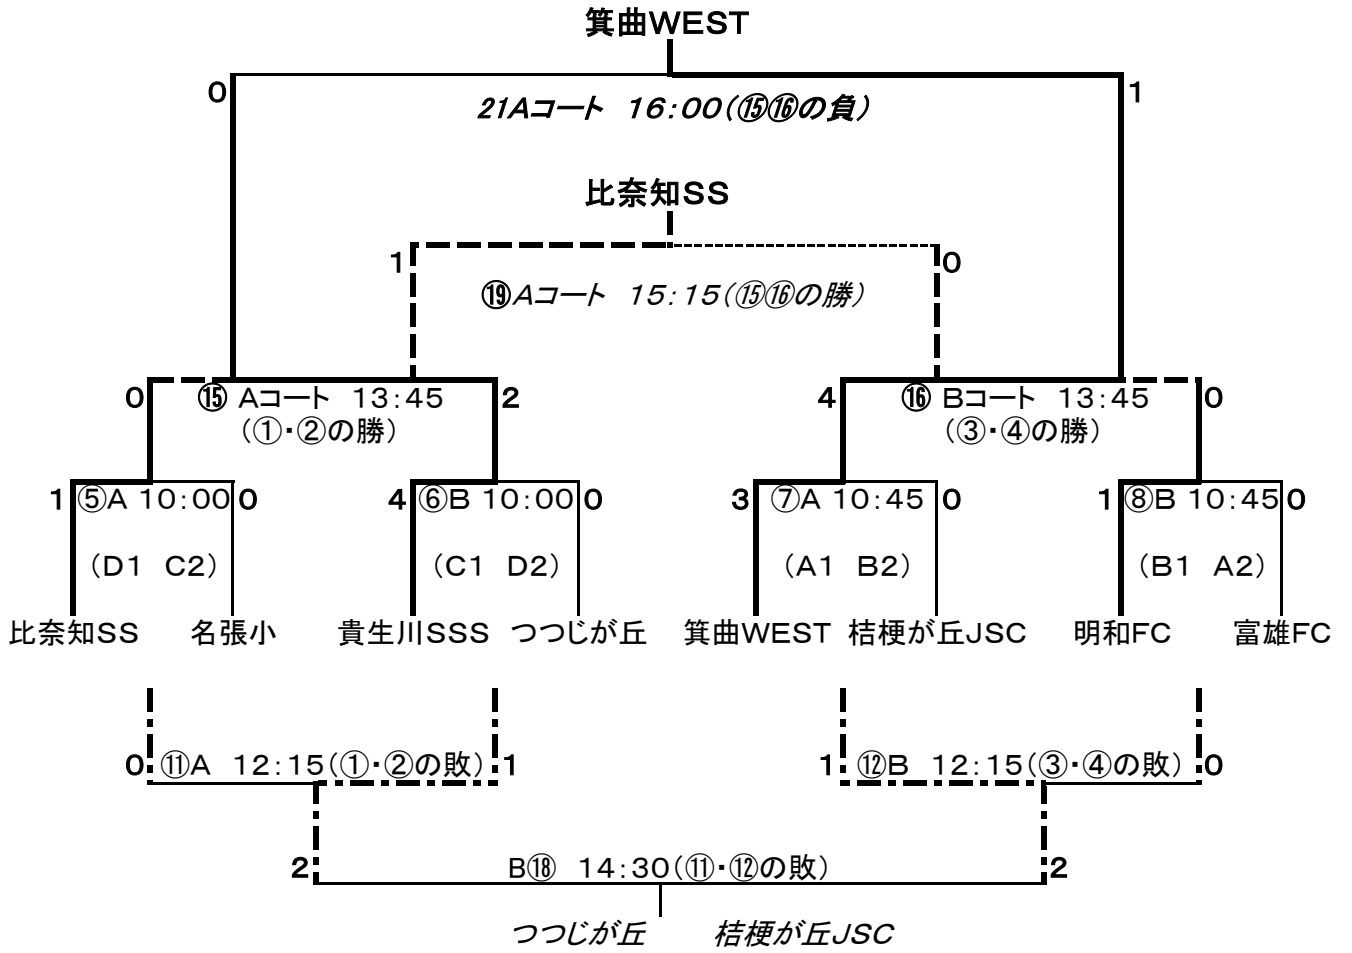 箕曲WEST
0 1
21Aコート 16:00(⑮⑯の負)
比奈知SS
1 0
⑲Aコート 15:15(⑮⑯の勝)
0 ⑮ Aコート 13:45 2 4 ⑯ Bコート 13:45 0
(①・②の勝) (③・④の勝)
1 ⑤A 10:00 0 4 ⑥B 10:00 0 3 ⑦A 10:45 0 1 ⑧B 10:45 0
(D1 C2) (C1 D2) (A1 B2) (B1 A2)
比奈知SS 名張小 貴生川SSS つつじが丘 箕曲WEST 桔梗が丘JSC 明和FC 富雄FC
0 ⑪A 12:15(①・②の敗) 1 1 ⑫B 12:15(③・④の敗) 0
2 B⑱ 14:30(⑪・⑫の敗) 2
つつじが丘 桔梗が丘JSC